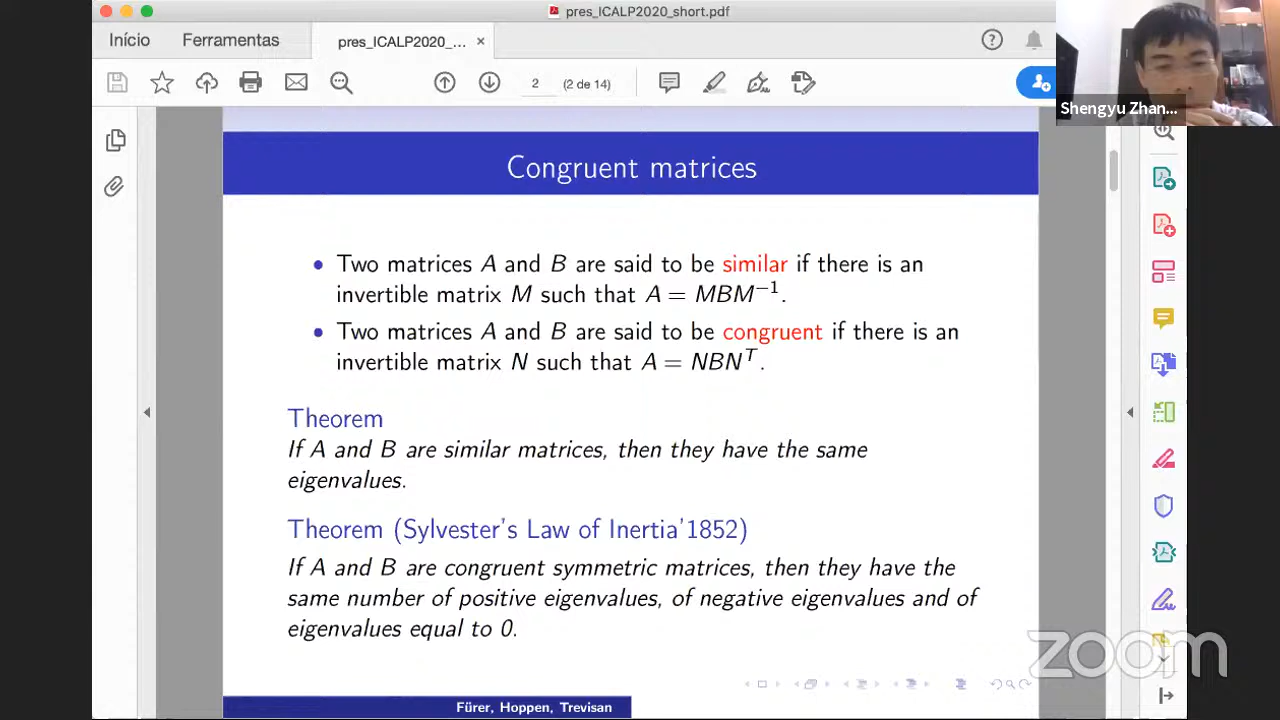 pres_ICALP2020_short.pdf
Início Ferramentas pres_ICALP2020_... ×
2 (2 de 14)
Shengyu Zhan...
Congruent matrices
• Two matrices A and B are said to be similar if there is an
invertible matrix M such that A = MBM⁻¹.
• Two matrices A and B are said to be congruent if there is an
invertible matrix N such that A = NBNᵀ.
Theorem
If A and B are similar matrices, then they have the same
eigenvalues.
Theorem (Sylvester's Law of Inertia'1852)
If A and B are congruent symmetric matrices, then they have the
same number of positive eigenvalues, of negative eigenvalues and of
eigenvalues equal to 0.
zoom
Fürer, Hoppen, Trevisan